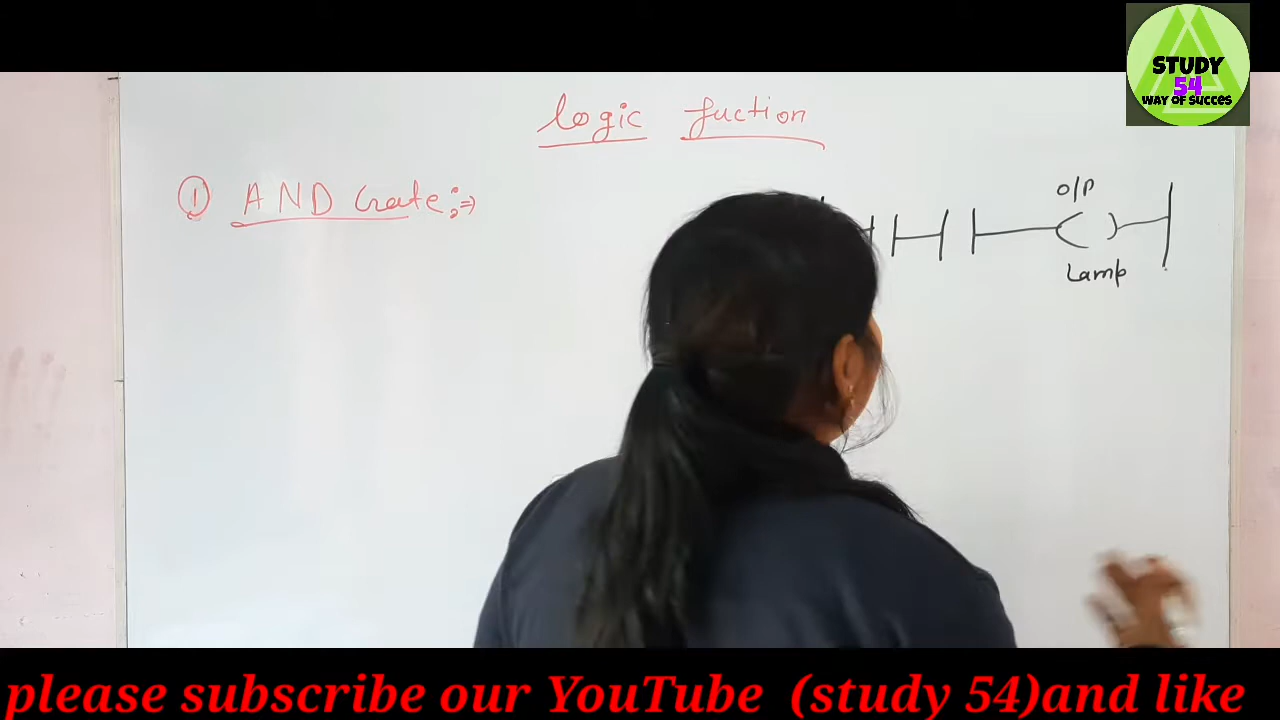 STUDY
54
WAY OF SUCCES
logic fuction
① AND Gate :⇒
O/P
Lamp
please subscribe our YouTube (study 54)and like